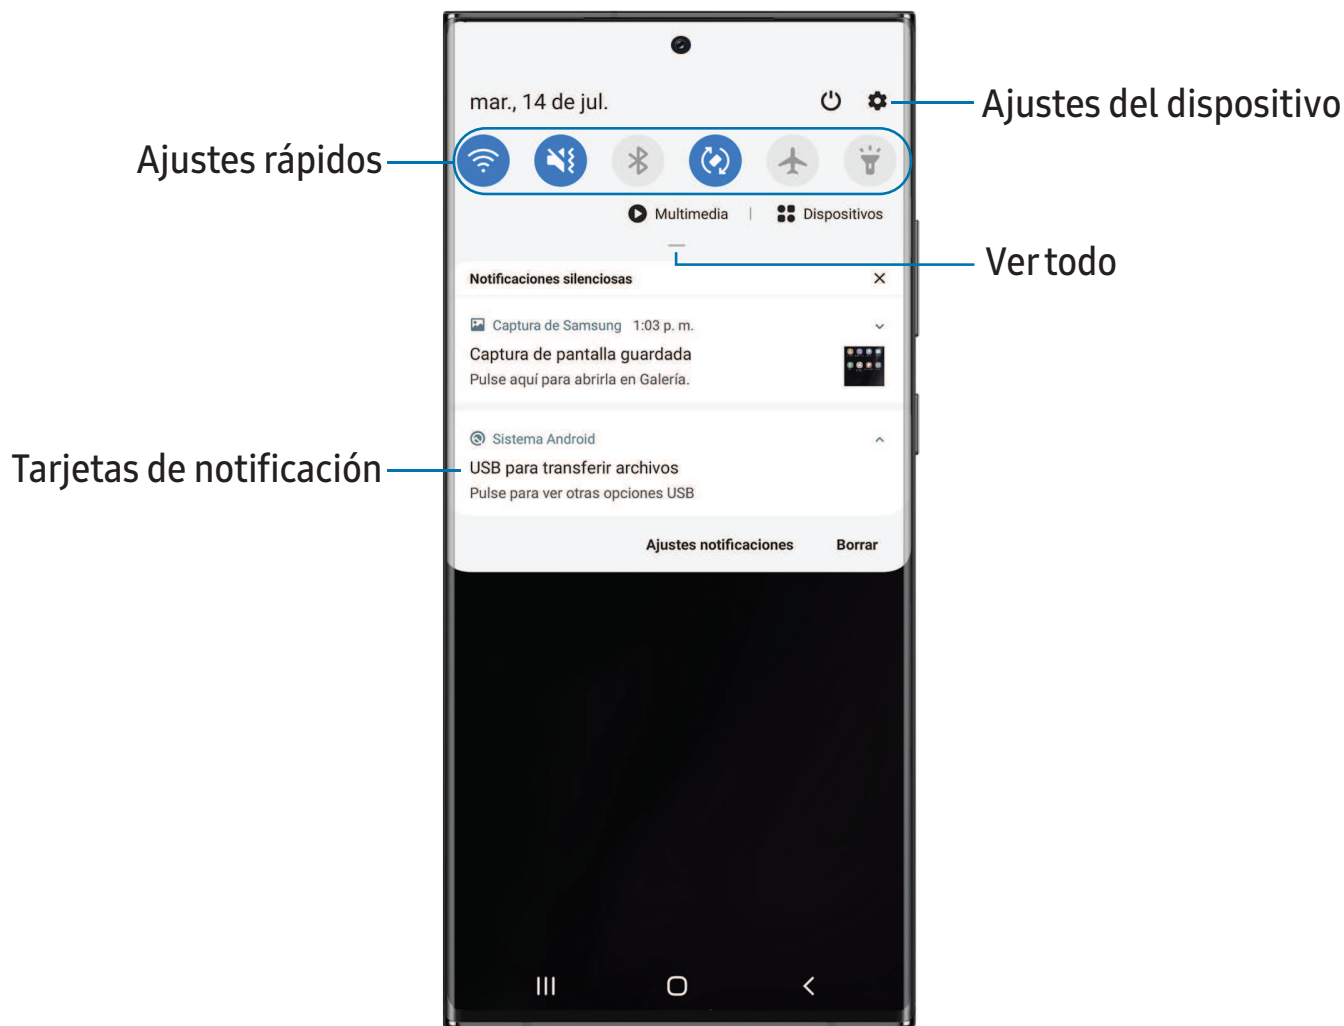 mar., 14 de jul.
Ajustes del dispositivo
Ajustes rápidos
Multimedia | Dispositivos
Ver todo
Notificaciones silenciosas
Captura de Samsung 1:03 p. m.
Captura de pantalla guardada
Pulse aquí para abrirla en Galería.
Sistema Android
Tarjetas de notificación
USB para transferir archivos
Pulse para ver otras opciones USB
Ajustes notificaciones Borrar